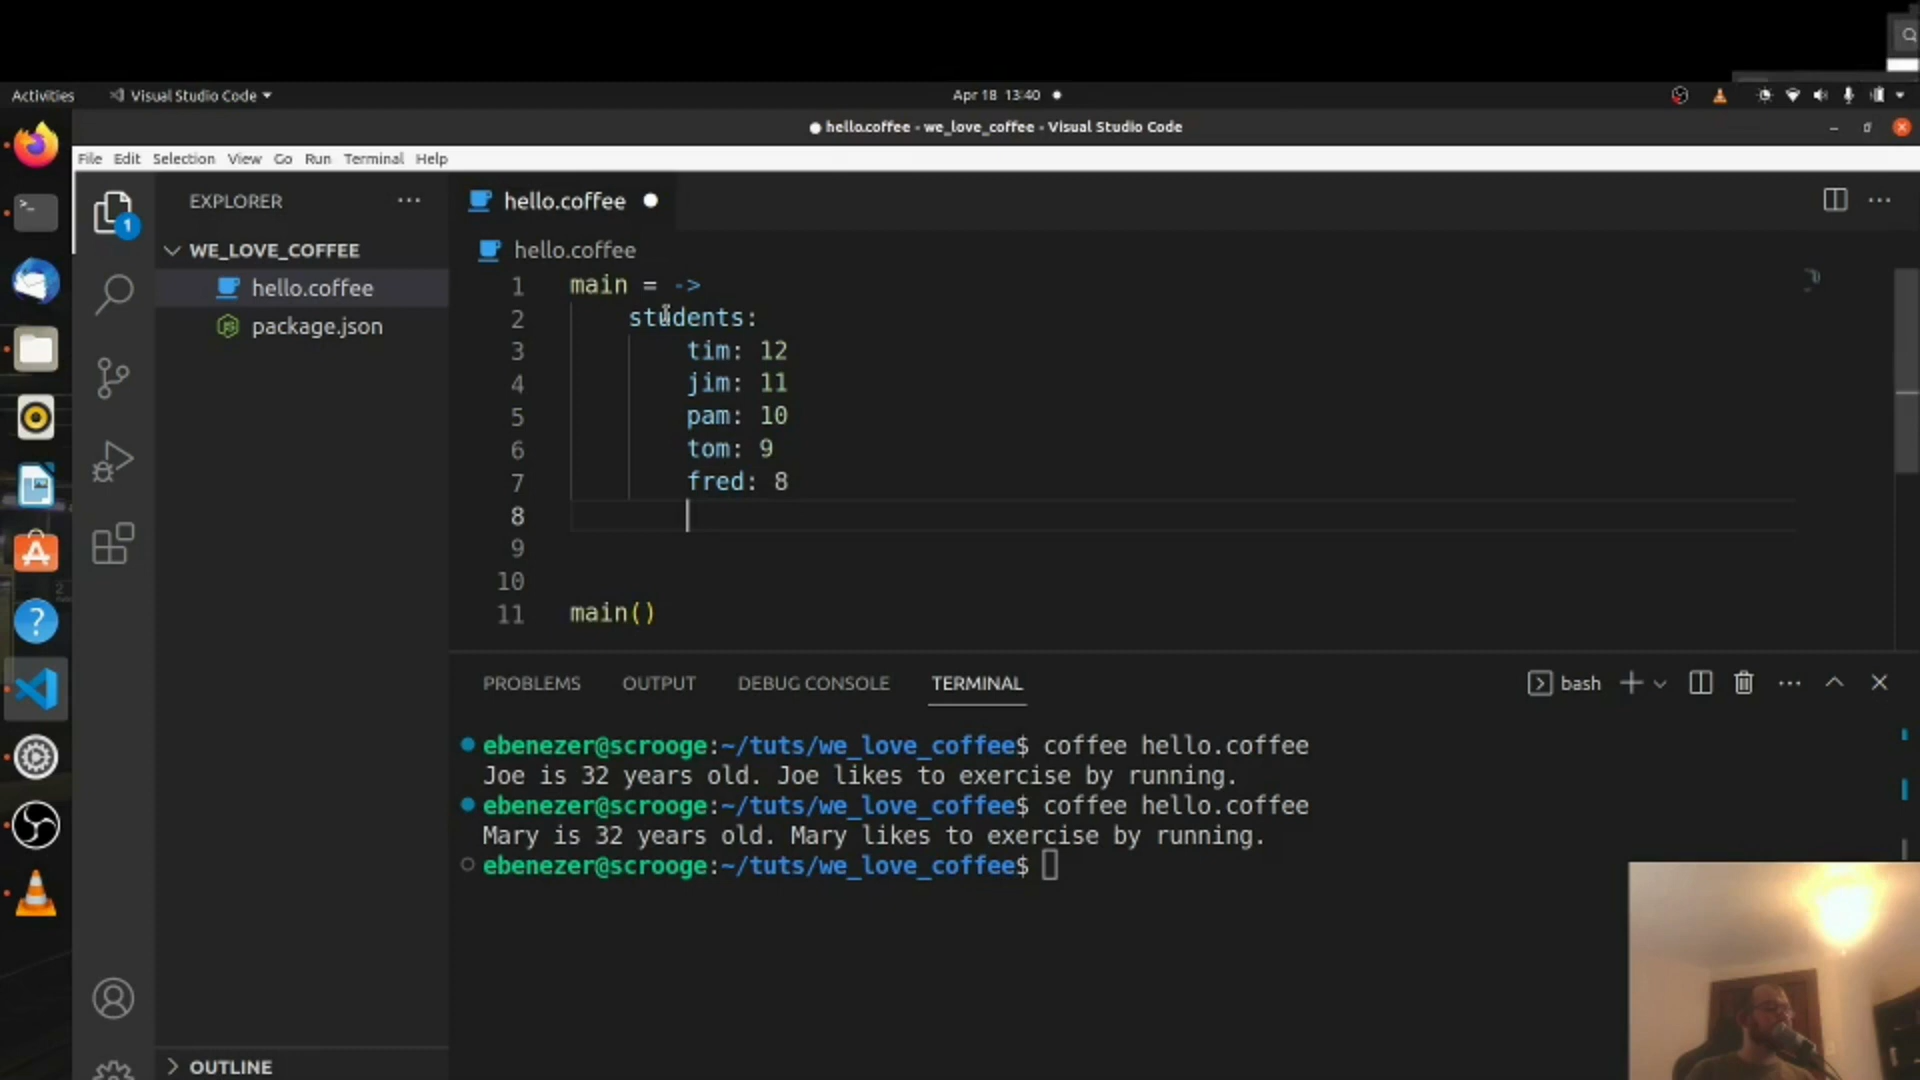 Activities
Visual Studio Code
Apr 18 13:40
hello.coffee - we_love_coffee - Visual Studio Code
File Edit Selection View Go Run Terminal Help
EXPLORER
1
WE_LOVE_COFFEE
hello.coffee
package.json
OUTLINE
hello.coffee
hello.coffee
1 main = ->
2 students:
3 tim: 12
4 jim: 11
5 pam: 10
6 tom: 9
7 fred: 8
8
9
10
11 main()
PROBLEMS OUTPUT DEBUG CONSOLE TERMINAL
bash
ebenezer@scrooge:~/tuts/we_love_coffee$ coffee hello.coffee
Joe is 32 years old. Joe likes to exercise by running.
ebenezer@scrooge:~/tuts/we_love_coffee$ coffee hello.coffee
Mary is 32 years old. Mary likes to exercise by running.
ebenezer@scrooge:~/tuts/we_love_coffee$